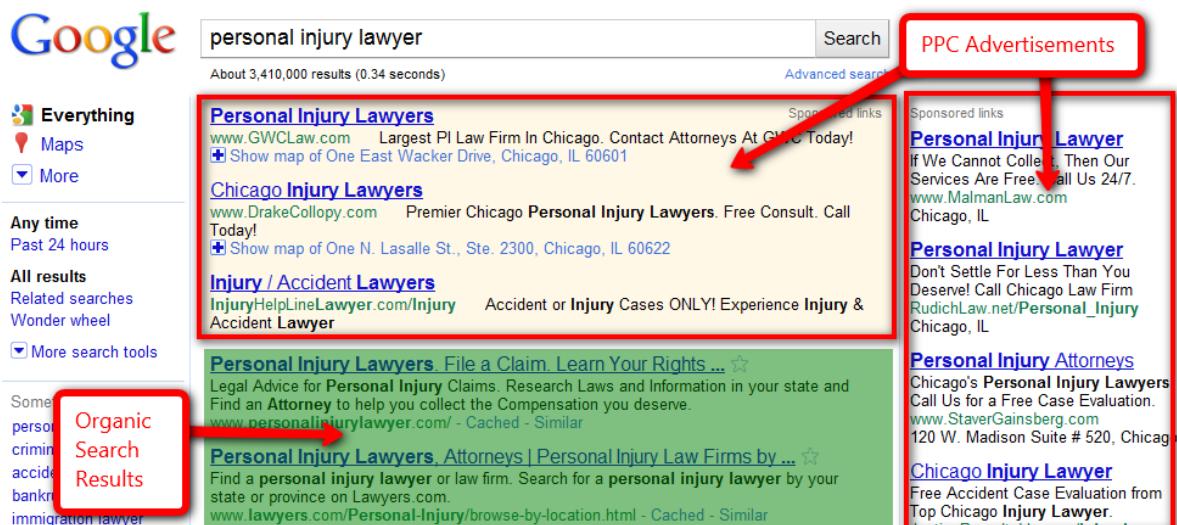 Google
personal injury lawyer
Search
About 3,410,000 results (0.34 seconds)
Advanced search
PPC Advertisements
Everything
Maps
More
Any time
Past 24 hours
All results
Related searches
Wonder wheel
More search tools
Organic
Search
Results
immigration lawyer
Sponsored links
Personal Injury Lawyers
www.GWCLaw.com Largest PI Law Firm In Chicago. Contact Attorneys At GWC Today!
Show map of One East Wacker Drive, Chicago, IL 60601
Chicago Injury Lawyers
www.DrakeCollopy.com Premier Chicago Personal Injury Lawyers. Free Consult. Call
Today!
Show map of One N. Lasalle St., Ste. 2300, Chicago, IL 60622
Injury / Accident Lawyers
InjuryHelpLineLawyer.com/Injury Accident or Injury Cases ONLY! Experience Injury &
Accident Lawyer
Personal Injury Lawyers. File a Claim. Learn Your Rights ...
Legal Advice for Personal Injury Claims. Research Laws and Information in your state and
Find an Attorney to help you collect the Compensation you deserve.
www.personalinjurylawyer.com/ - Cached - Similar
Personal Injury Lawyers, Attorneys | Personal Injury Law Firms by ...
Find a personal injury lawyer or law firm. Search for a personal injury lawyer by your
state or province on Lawyers.com.
www.lawyers.com/Personal-Injury/browse-by-location.html - Cached - Similar
Sponsored links
Personal Injury Lawyer
If We Cannot Collect, Then Our
Services Are Free. Call Us 24/7.
www.MalmanLaw.com
Chicago, IL
Personal Injury Lawyer
Don't Settle For Less Than You
Deserve! Call Chicago Law Firm
RudichLaw.net/Personal_Injury
Chicago, IL
Personal Injury Attorneys
Chicago's Personal Injury Lawyers
Call Us for a Free Case Evaluation.
www.StaverGainsberg.com
120 W. Madison Suite # 520, Chicag
Chicago Injury Lawyer
Free Accident Case Evaluation from
Top Chicago Injury Lawyer.